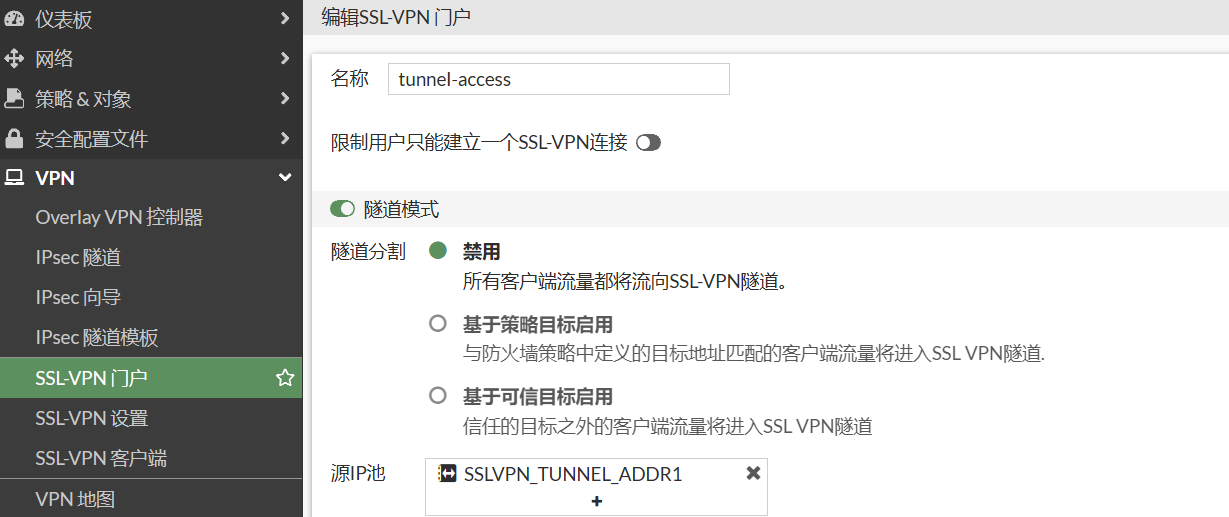 仪表板
网络
策略 & 对象
安全配置文件
VPN
Overlay VPN 控制器
IPsec 隧道
IPsec 向导
IPsec 隧道模板
SSL-VPN 门户
SSL-VPN 设置
SSL-VPN 客户端
VPN 地图
编辑SSL-VPN 门户
名称 tunnel-access
限制用户只能建立一个SSL-VPN连接
隧道模式
隧道分割 禁用
所有客户端流量都将流向SSL-VPN隧道。
基于策略目标启用
与防火墙策略中定义的目标地址匹配的客户端流量将进入SSL VPN隧道.
基于可信目标启用
信任的目标之外的客户端流量将进入SSL VPN隧道
源IP池 SSLVPN_TUNNEL_ADDR1
+